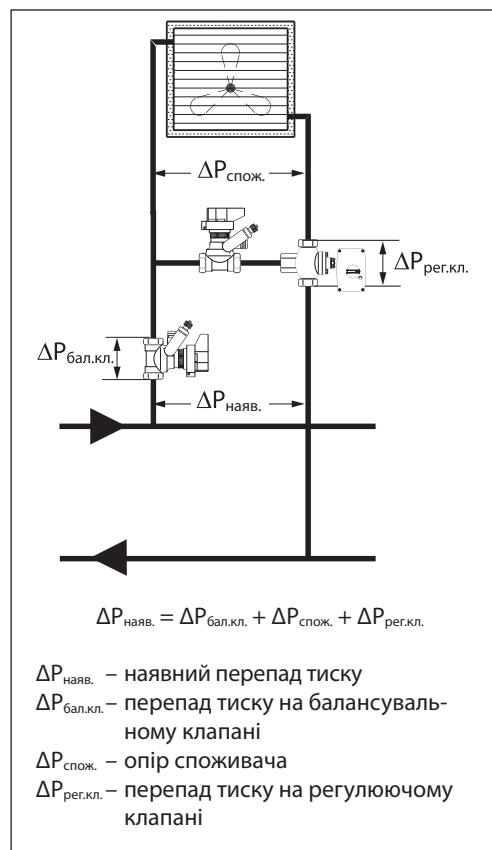 ΔPспож.
ΔPрег.кл.
ΔPбал.кл.
ΔPнаяв.
ΔPнаяв. = ΔPбал.кл. + ΔPспож. + ΔPрег.кл.
ΔPнаяв. – наявний перепад тиску
ΔPбал.кл. – перепад тиску на балансуваль-
ному клапані
ΔPспож. – опір споживача
ΔPрег.кл. – перепад тиску на регулюючому
клапані